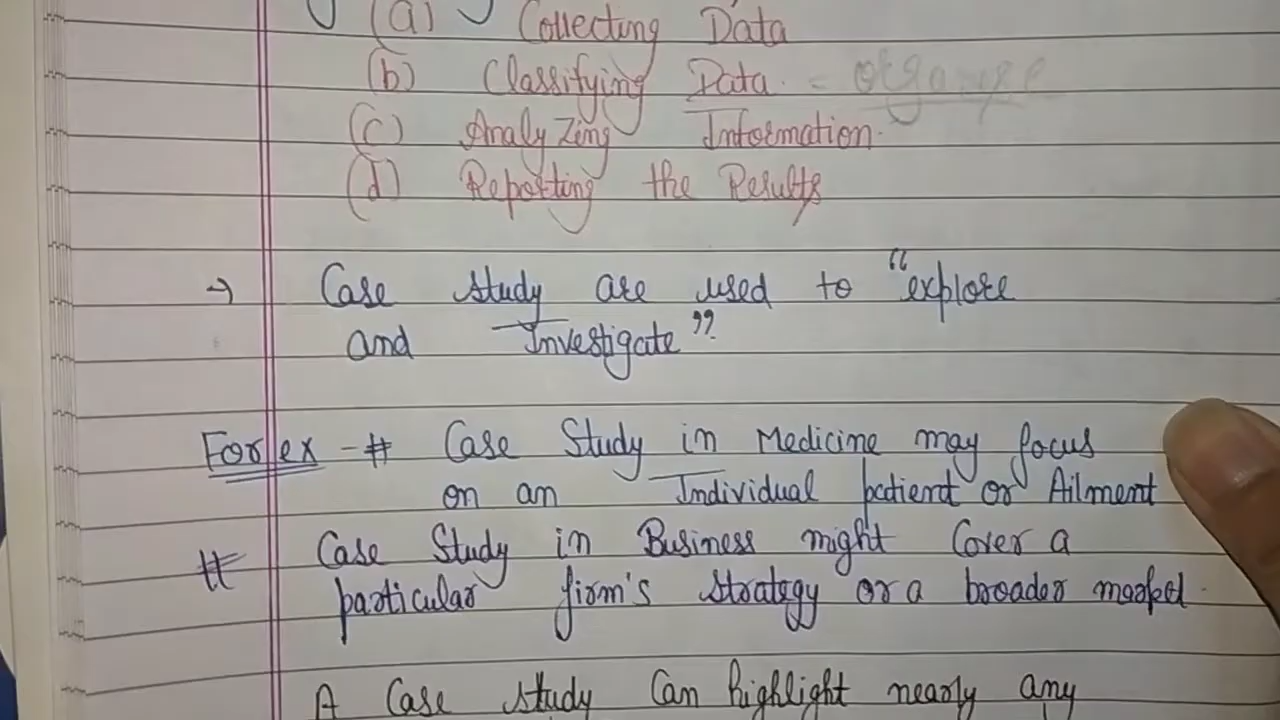 (a) Collecting Data
(b) Classifying Data = Organize
(c) Analyzing Information
(d) Reporting the Results
→ Case study are used to "explore
and Investigate"
For ex - # Case Study in Medicine may focus
on an Individual patient or Ailment
# Case Study in Business might Cover a
particular firm's strategy or a broader market.
A Case study Can highlight nearly any